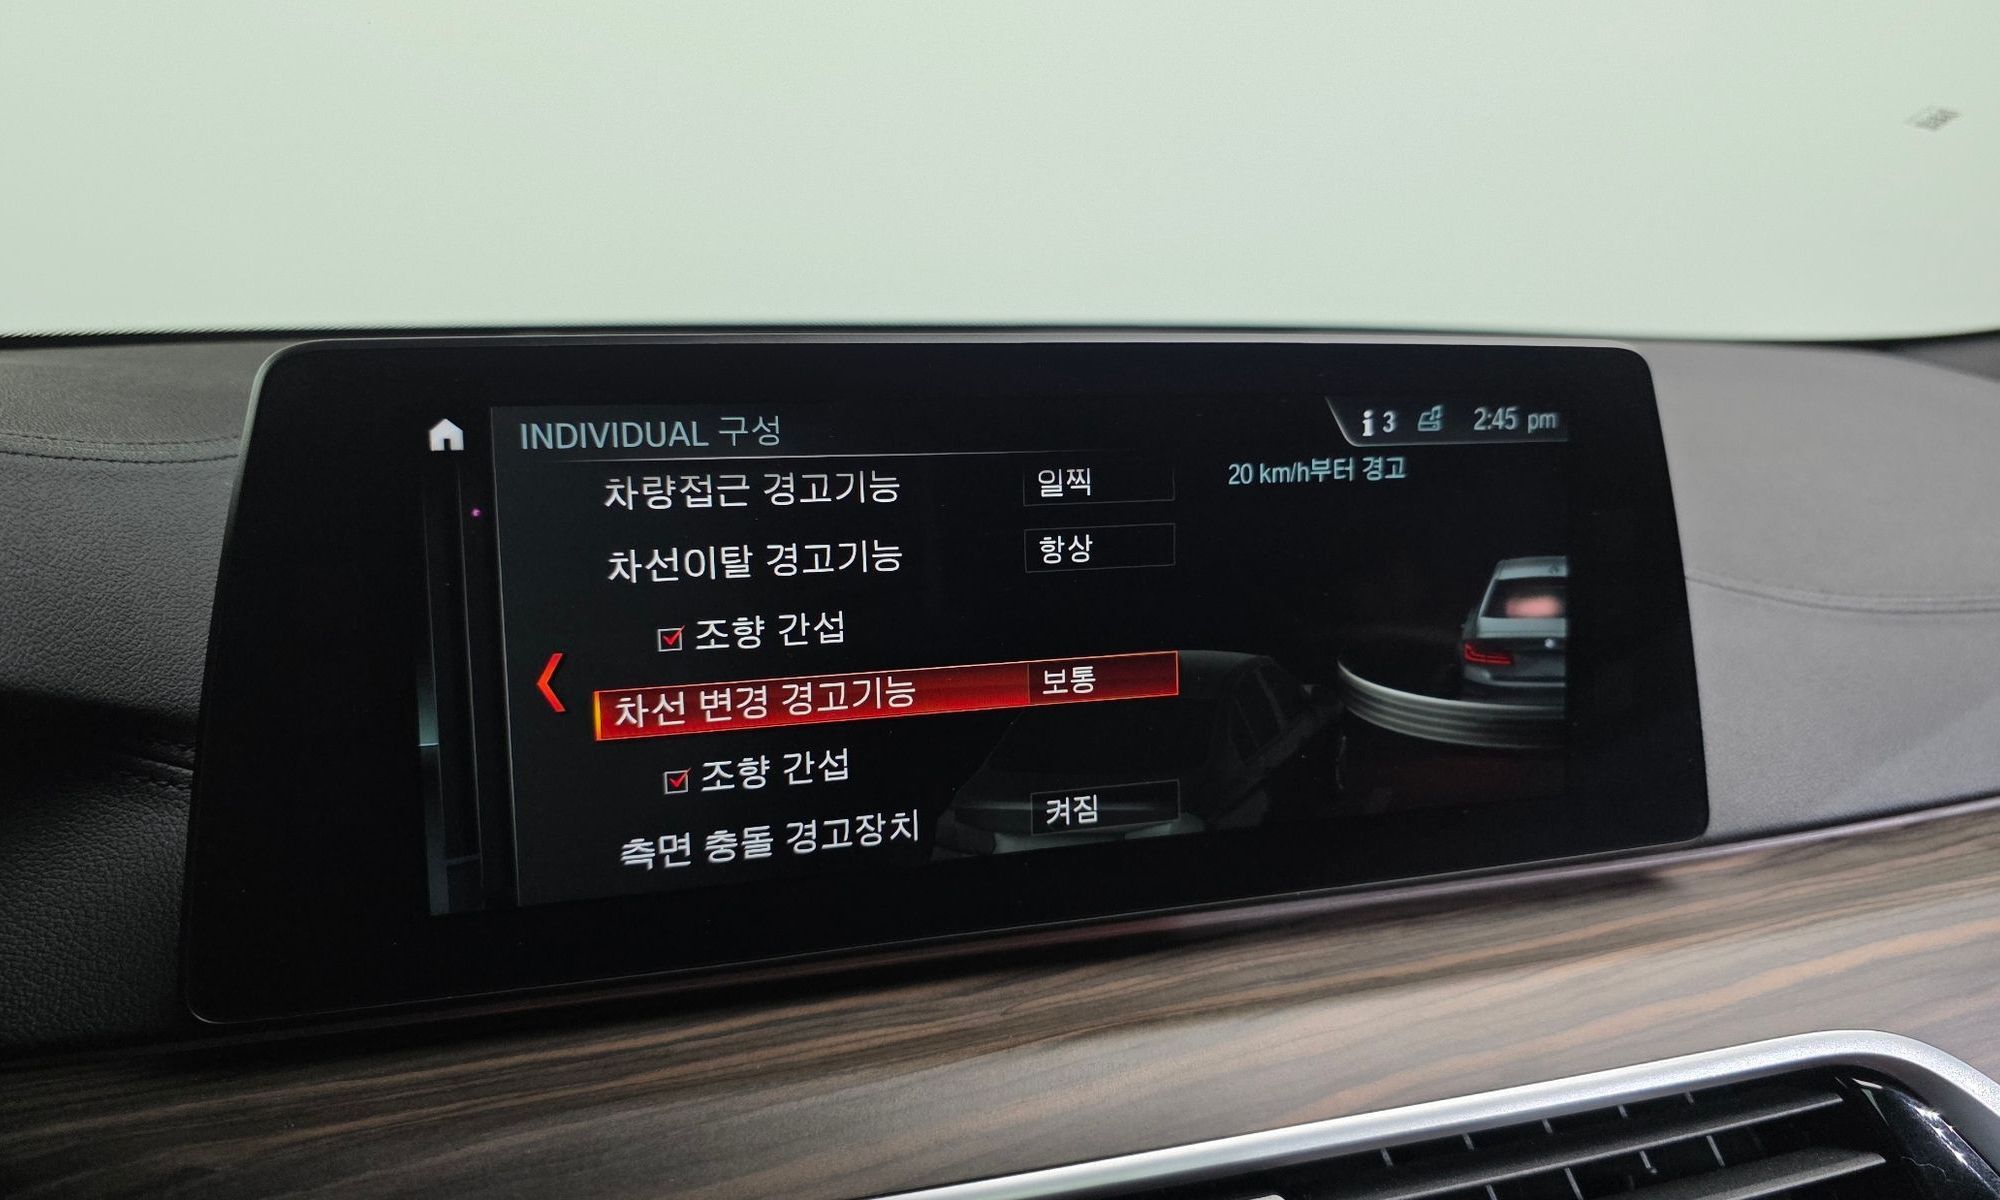 INDIVIDUAL 구성
i 3 2:45 pm
차량접근 경고기능 일찍
20 km/h부터 경고
차선이탈 경고기능 항상
조향 간섭
차선 변경 경고기능 보통
조향 간섭
측면 충돌 경고장치 켜짐